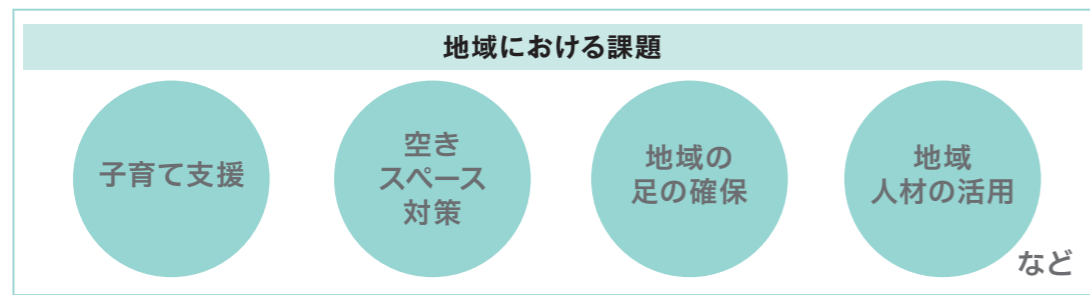 地域における課題
子育て支援
空き
スペース
対策
地域の
足の確保
地域
人材の活用
など